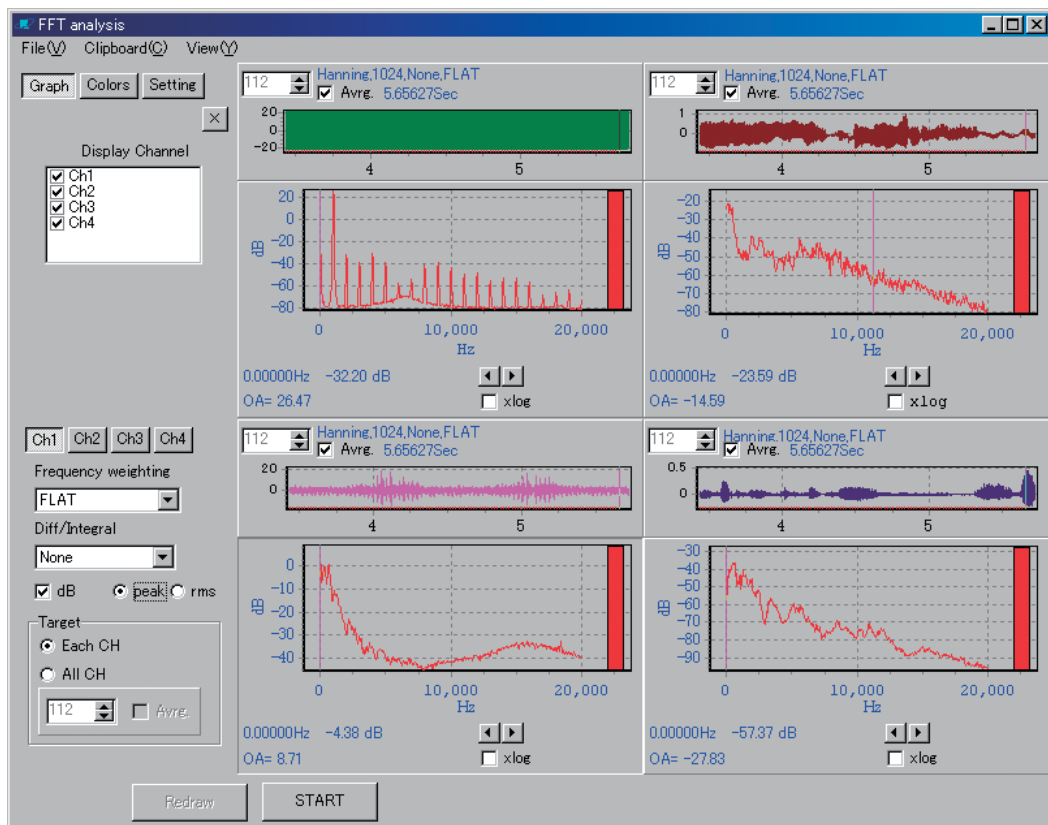 FFT analysis
File(V) Clipboard(C) View(Y)
Graph Colors Setting
Display Channel
Ch1
Ch2
Ch3
Ch4
Ch1 Ch2 Ch3 Ch4
Frequency weighting
FLAT
Diff/Integral
None
dB peak rms
Target
Each CH
All CH
112 Avrg.
Redraw START
112 Hanning,1024,None,FLAT
Avrg. 5.65627Sec
20
0
-20
4 5
20
0
-20
-40
-60
-80
dB
0 10,000 20,000
Hz
0.00000Hz -32.20 dB
OA= 26.47 xlog
112 Hanning,1024,None,FLAT
Avrg. 5.65627Sec
1
0
4 5
-20
-30
-40
-50
-60
-70
-80
dB
0 10,000 20,000
Hz
0.00000Hz -23.59 dB
OA= -14.59 xlog
112 Hanning,1024,None,FLAT
Avrg. 5.65627Sec
20
0
4 5
0
-10
-20
-30
-40
dB
0 10,000 20,000
Hz
0.00000Hz -4.38 dB
OA= 8.71 xlog
112 Hanning,1024,None,FLAT
Avrg. 5.65627Sec
0.5
0
4 5
-30
-40
-50
-60
-70
-80
-90
dB
0 10,000 20,000
Hz
0.00000Hz -57.37 dB
OA= -27.83 xlog